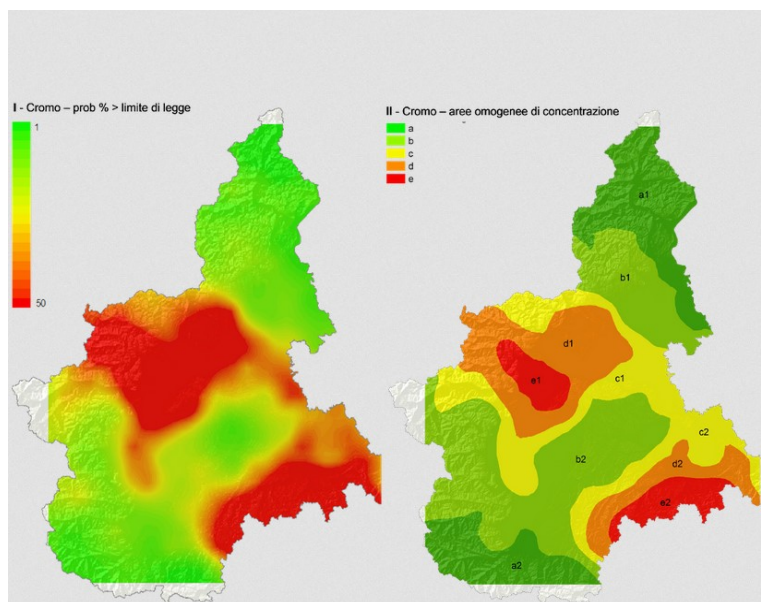 I - Cromo – prob % > limite di legge
1
50
II - Cromo – aree omogenee di concentrazione
a
b
c
d
e
a1
b1
d1
e1
c1
c2
b2
d2
e2
a2